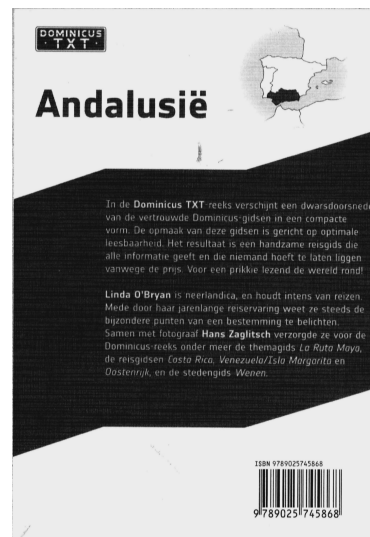 DOMINICUS
TXT
Andalusië
In de Dominicus TXT-reeks verschijnt een dwarsdoorsnede
van de vertrouwde Dominicus-gidsen in een compacte
vorm. De opmaak van deze gidsen is gericht op optimale
leesbaarheid. Het resultaat is een handzame reisgids die
alle informatie geeft en die niemand hoeft te laten liggen
vanwege de prijs. Voor een prikkie lezend de wereld rond!
Linda O'Bryan is neerlandica, en houdt intens van reizen.
Mede door haar jarenlange reiservaring weet ze steeds de
bijzondere punten van een bestemming te belichten.
Samen met fotograaf Hans Zaglitsch verzorgde ze voor de
Dominicus-reeks onder meer de themagids La Ruta Maya,
de reisgidsen Costa Rica, Venezuela/Isla Margarita en
Oostenrijk, en de stedengids Wenen.
ISBN 9789025745868
9 789025 745868